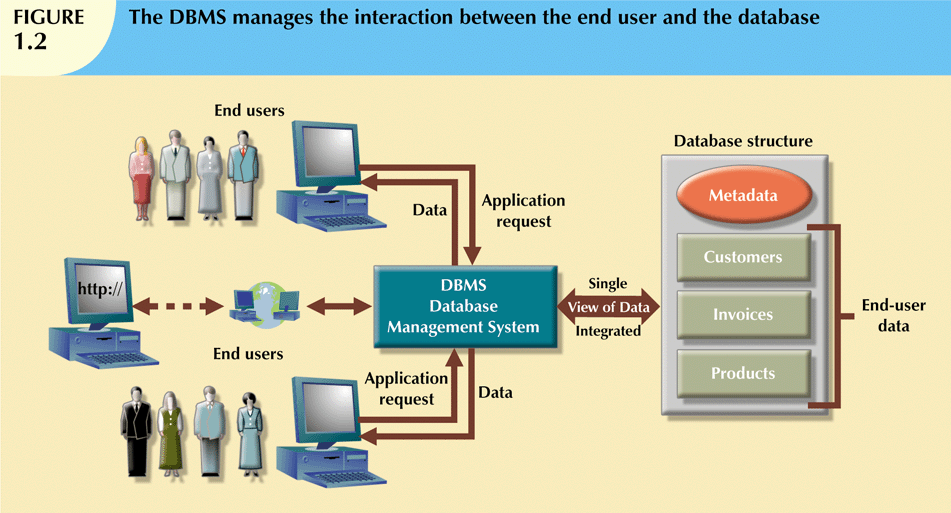 FIGURE
1.2
The DBMS manages the interaction between the end user and the database
End users
Data
Application
request
http://
DBMS
Database
Management System
Single
View of Data
Integrated
Database structure
Metadata
Customers
Invoices
Products
End-user
data
End users
Application
request
Data